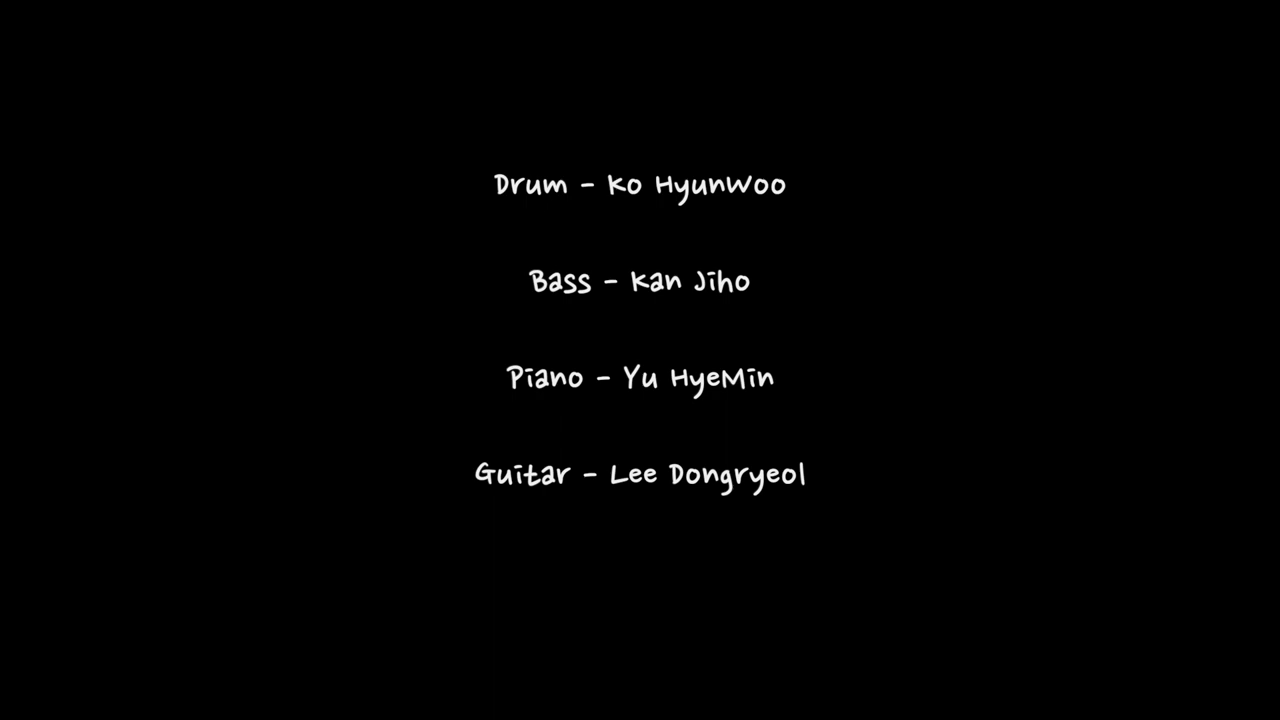 Drum - Ko HyunWoo
Bass - Kan Jiho
Piano - Yu HyeMin
Guitar - Lee Dongryeol